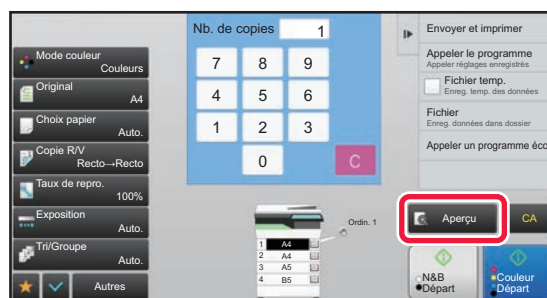 Nb. de copies 1
Mode couleur
Couleurs
Original
A4
Choix papier
Auto.
Copie R/V
Recto→Recto
Taux de repro.
100%
Exposition
Auto.
Tri/Groupe
Auto.
Autres
7 8 9
4 5 6
1 2 3
0 C
Ordin. 1
1 A4
2 A4
3 A5
4 B5
Envoyer et imprimer
Appeler le programme
Appeler réglages enregistrés
Fichier temp.
Enreg. temp. des données
Fichier
Enreg. données dans dossier
Appeler un programme éco
Aperçu
CA
N&B
Départ
Couleur
Départ